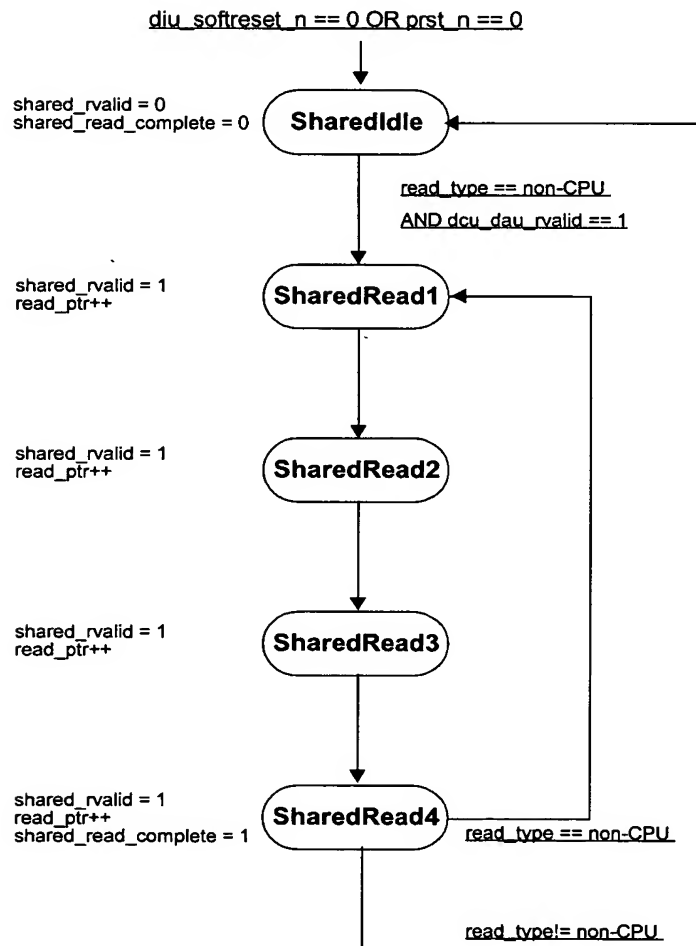 diu_softreset_n == 0 OR prst_n == 0
shared_rvalid = 0
shared_read_complete = 0
SharedIdle
read_type == non-CPU
AND dcu_dau_rvalid == 1
shared_rvalid = 1
read_ptr++
SharedRead1
shared_rvalid = 1
read_ptr++
SharedRead2
shared_rvalid = 1
read_ptr++
SharedRead3
shared_rvalid = 1
read_ptr++
shared_read_complete = 1
SharedRead4
read_type == non-CPU
read_type!= non-CPU